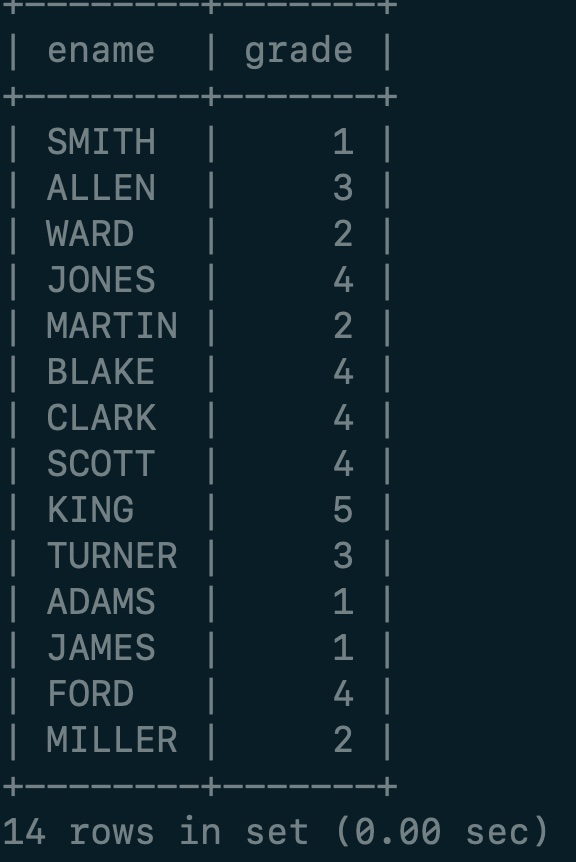 +---------+-------+
| ename   | grade |
+---------+-------+
| SMITH   |     1 |
| ALLEN   |     3 |
| WARD    |     2 |
| JONES   |     4 |
| MARTIN  |     2 |
| BLAKE   |     4 |
| CLARK   |     4 |
| SCOTT   |     4 |
| KING    |     5 |
| TURNER  |     3 |
| ADAMS   |     1 |
| JAMES   |     1 |
| FORD    |     4 |
| MILLER  |     2 |
+---------+-------+
14 rows in set (0.00 sec)